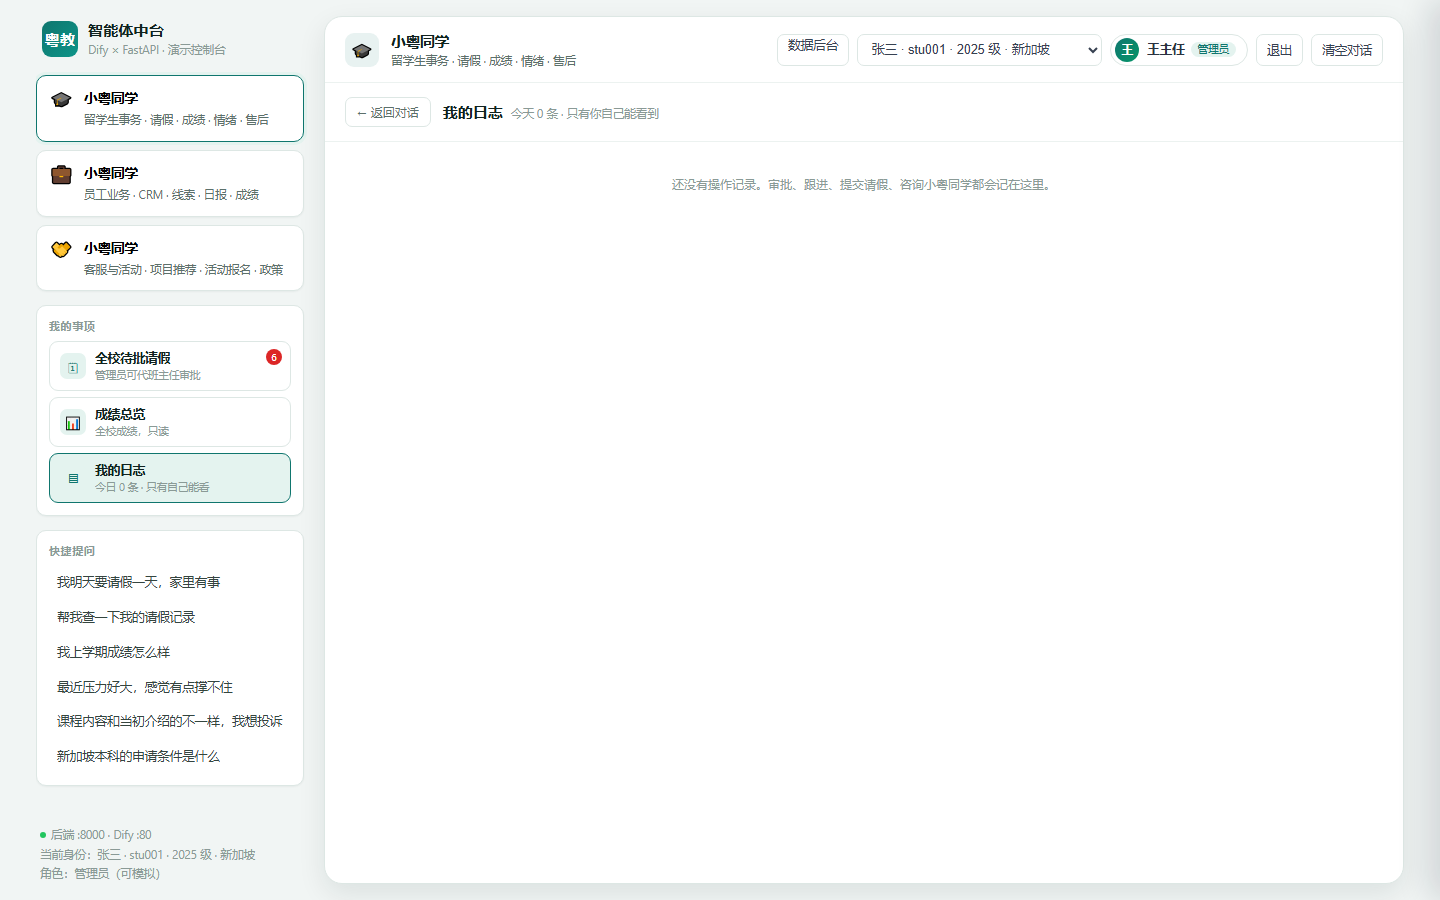 粤教
智能体中台
Dify × FastAPI · 演示控制台
小粤同学
留学生事务 · 请假 · 成绩 · 情绪 · 售后
小粤同学
员工业务 · CRM · 线索 · 日报 · 成绩
小粤同学
客服与活动 · 项目推荐 · 活动报名 · 政策
我的事项
全校待批请假
6
管理员可代班主任审批
成绩总览
全校成绩，只读
我的日志
今日 0 条 · 只有自己能看
快捷提问
我明天要请假一天，家里有事
帮我查一下我的请假记录
我上学期成绩怎么样
最近压力好大，感觉有点撑不住
课程内容和当初介绍的不一样，我想投诉
新加坡本科的申请条件是什么
后端 :8000 · Dify :80
当前身份：张三 · stu001 · 2025 级 · 新加坡
角色：管理员（可模拟）
小粤同学
留学生事务 · 请假 · 成绩 · 情绪 · 售后
数据后台
张三 · stu001 · 2025 级 · 新加坡
王 王主任 管理员
退出
清空对话
← 返回对话
我的日志 今天 0 条 · 只有你自己能看到
还没有操作记录。审批、跟进、提交请假、咨询小粤同学都会记在这里。